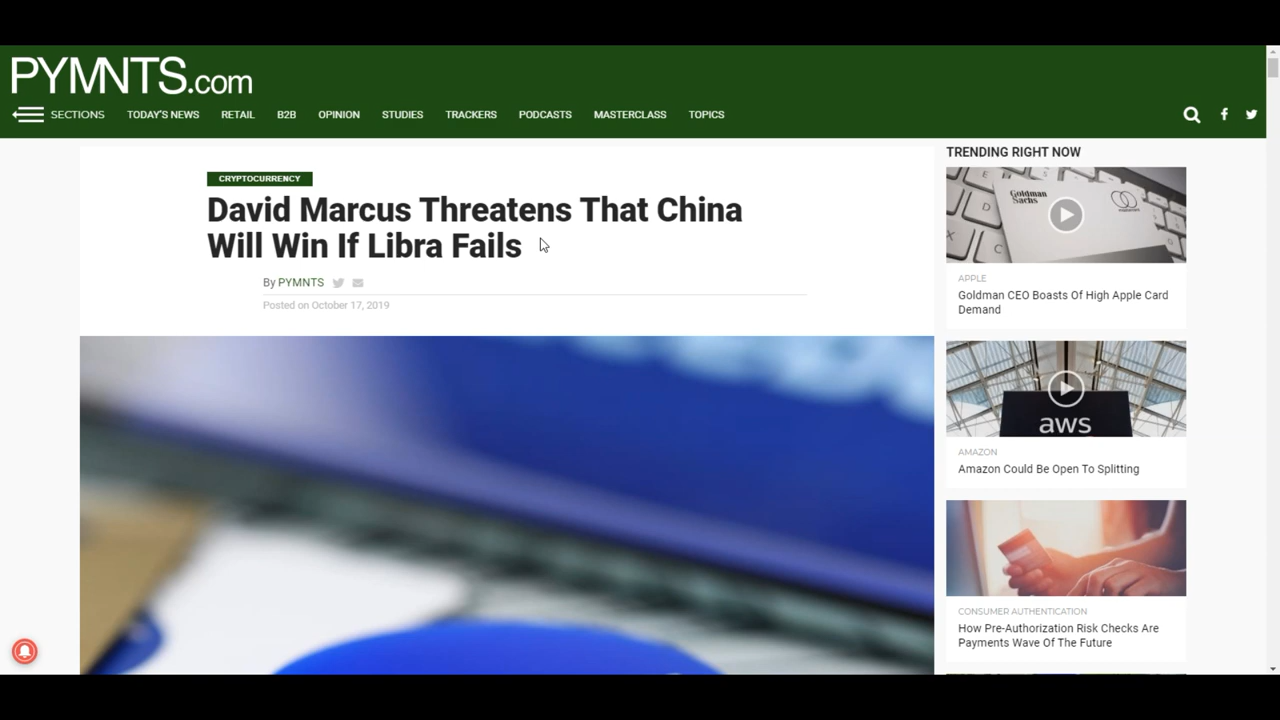 PYMNTS.com
SECTIONS TODAY'S NEWS RETAIL B2B OPINION STUDIES TRACKERS PODCASTS MASTERCLASS TOPICS
CRYPTOCURRENCY
David Marcus Threatens That China
Will Win If Libra Fails
By PYMNTS
Posted on October 17, 2019
TRENDING RIGHT NOW
Goldman
Sachs
APPLE
Goldman CEO Boasts Of High Apple Card
Demand
aws
AMAZON
Amazon Could Be Open To Splitting
CONSUMER AUTHENTICATION
How Pre-Authorization Risk Checks Are
Payments Wave Of The Future